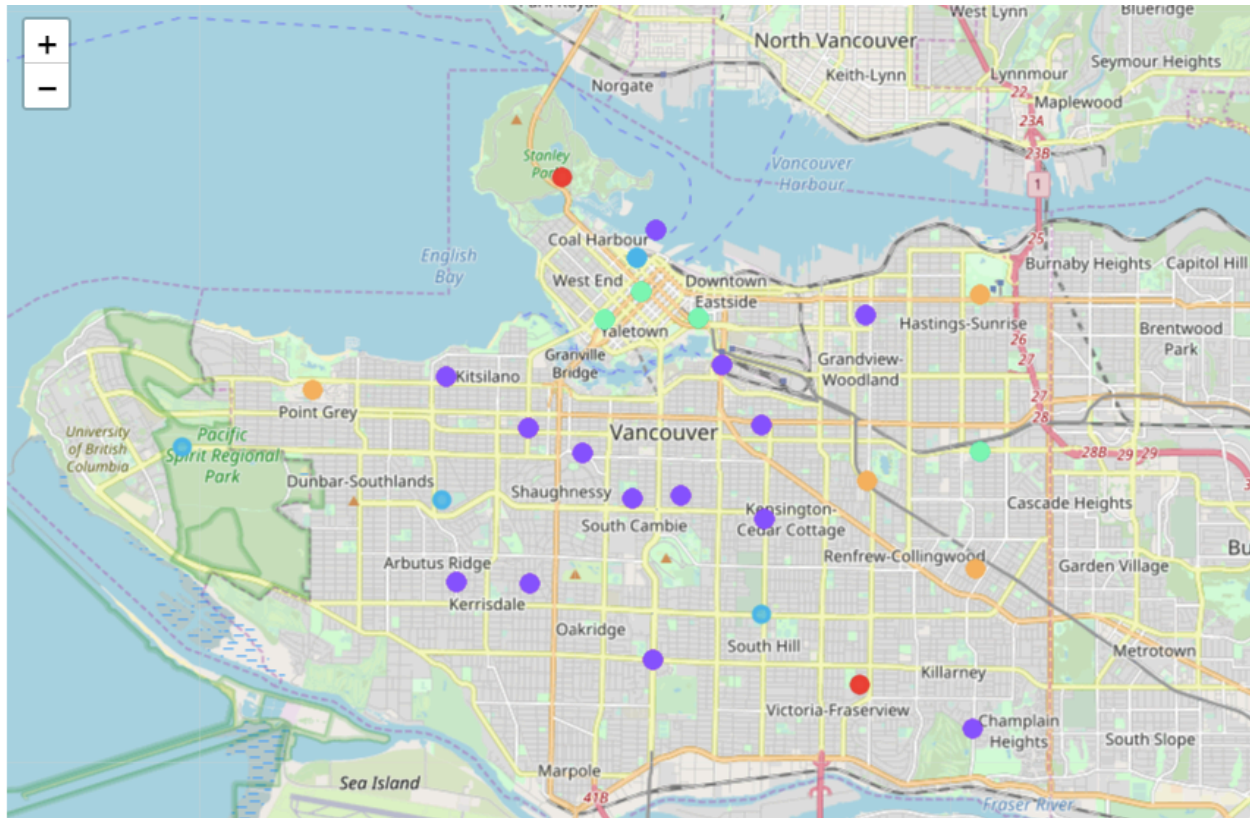 +
−
West Lynn
Blueridge
North Vancouver
Keith-Lynn
Lynnmour
Seymour Heights
22
Norgate
Maplewood
23A
23B
Stanley
Vancouver
Harbour
1
Coal Harbour
25
English
Bay
West End
Downtown
Eastside
Burnaby Heights
Capitol Hill
Yaletown
Hastings-Sunrise
Brentwood
Park
26
27
Granville
Bridge
Grandview-
Woodland
Kitsilano
27
28
Point Grey
University
of British
Columbia
Pacific
Spirit Regional
Park
Vancouver
28B
29
29
Dunbar-Southlands
Shaughnessy
South Cambie
Kensington-
Cedar Cottage
Cascade Heights
Arbutus Ridge
Renfrew-Collingwood
Garden Village
Kerrisdale
Oakridge
South Hill
Metrotown
Killarney
Victoria-Fraserview
Champlain
Heights
South Slope
Marpole
Sea Island
41B
Fraser River